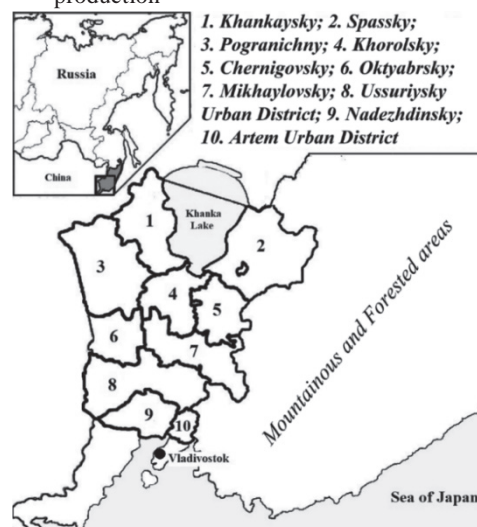 production
1. Khankaysky; 2. Spassky;
3. Pogranichny; 4. Khorolsky;
5. Chernigovsky; 6. Oktyabrsky;
7. Mikhaylovsky; 8. Ussuriysky
Urban District; 9. Nadezhdinsky;
10. Artem Urban District
Russia
China
Khanka
Lake
1
2
3
4
5
6
7
8
9
10
Mountainous and Forested areas
Vladivostok
Sea of Japan